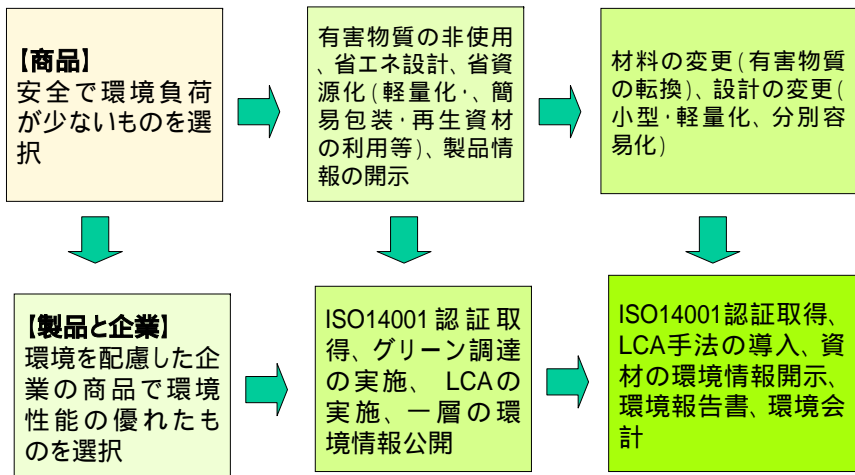 【商品】
安全で環境負荷
が少ないものを選
択
有害物質の非使用
、省エネ設計、省資
源化(軽量化・、簡
易包装・再生資材
の利用等)、製品情
報の開示
材料の変更(有害物質
の転換)、設計の変更(
小型・軽量化、分別容
易化)
【製品と企業】
環境を配慮した企
業の商品で環境
性能の優れたも
のを選択
ISO14001認証取
得、グリーン調達
の実施、 LCAの
実施、一層の環
境情報公開
ISO14001認証取得、
LCA手法の導入、資
材の環境情報開示、
環境報告書、環境会
計